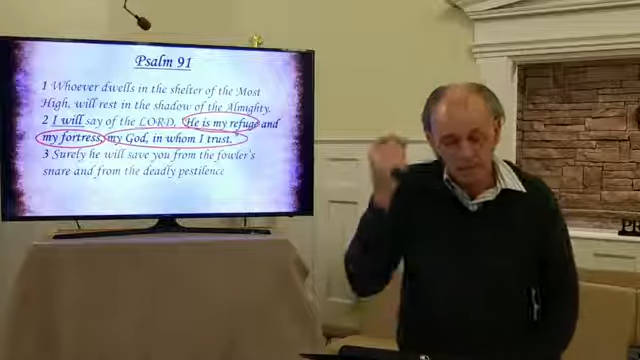 Psalm 91
1 Whoever dwells in the shelter of the Most
High, will rest in the shadow of the Almighty.
2 I will say of the LORD, He is my refuge and
my fortress, my God, in whom I trust."
3 Surely he will save you from the fowler's
snare and from the deadly pestilence
PR